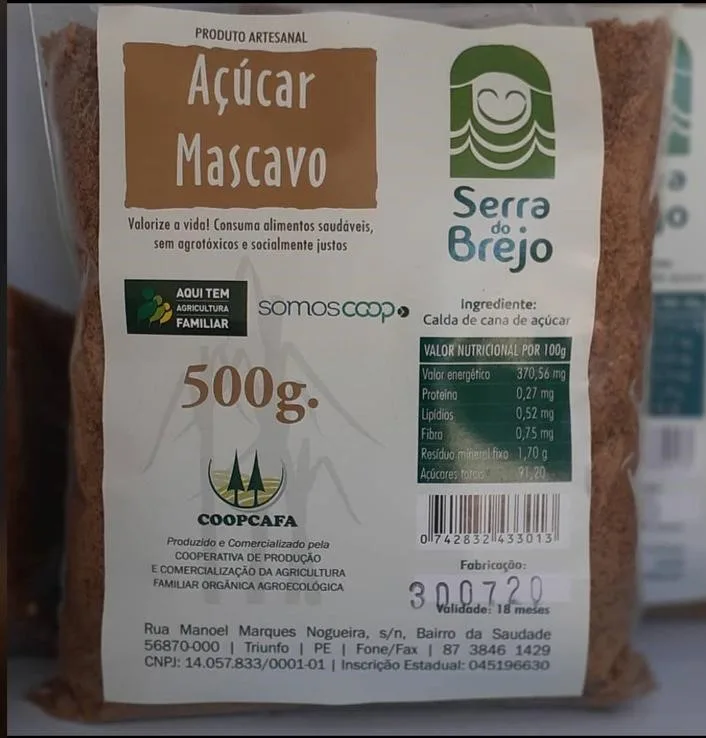 PRODUTO ARTESANAL
Açúcar
Mascavo
Valorize a vida! Consuma alimentos saudáveis,
sem agrotóxicos e socialmente justos
AQUI TEM
AGRICULTURA
FAMILIAR
somoscoop
500g.
COOPCAFA
Produzido e Comercializado pela
COOPERATIVA DE PRODUÇÃO
E COMERCIALIZAÇÃO DA AGRICULTURA
FAMILIAR ORGÂNICA AGROECOLÓGICA
Serra
do
Brejo
Ingrediente:
Calda de cana de açúcar
VALOR NUTRICIONAL POR 100g
Valor energético 370,56 mg
Proteína 0,27 mg
Lipídios 0,52 mg
Fibra 0,75 mg
Resíduo mineral fixo 1,70 g
Açúcares totais 91,20
0 742832 433013
Fabricação:
300720
Validade: 18 meses
Rua Manoel Marques Nogueira, s/n, Bairro da Saudade
56870-000 | Triunfo | PE | Fone/Fax | 87 3846 1429
CNPJ: 14.057.833/0001-01 | Inscrição Estadual: 045196630